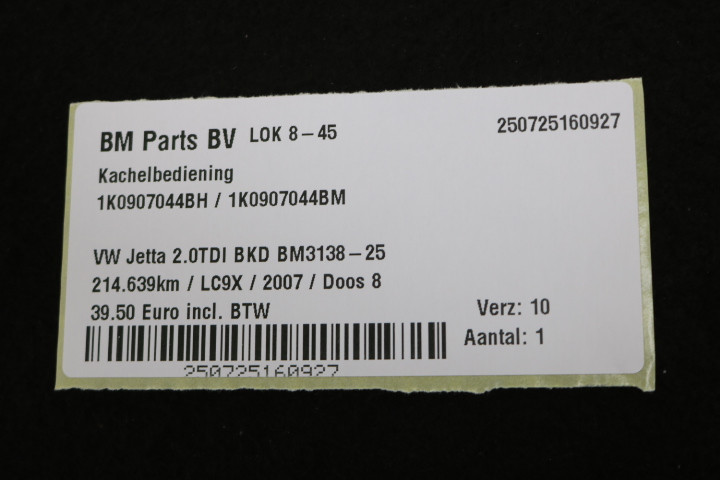 BM Parts BV LOK 8-45 250725160927
Kachelbediening
1K0907044BH / 1K0907044BM
VW Jetta 2.0TDI BKD BM3138-25
214.639km / LC9X / 2007 / Doos 8
39.50 Euro incl. BTW Verz: 10
Aantal: 1
250725160927